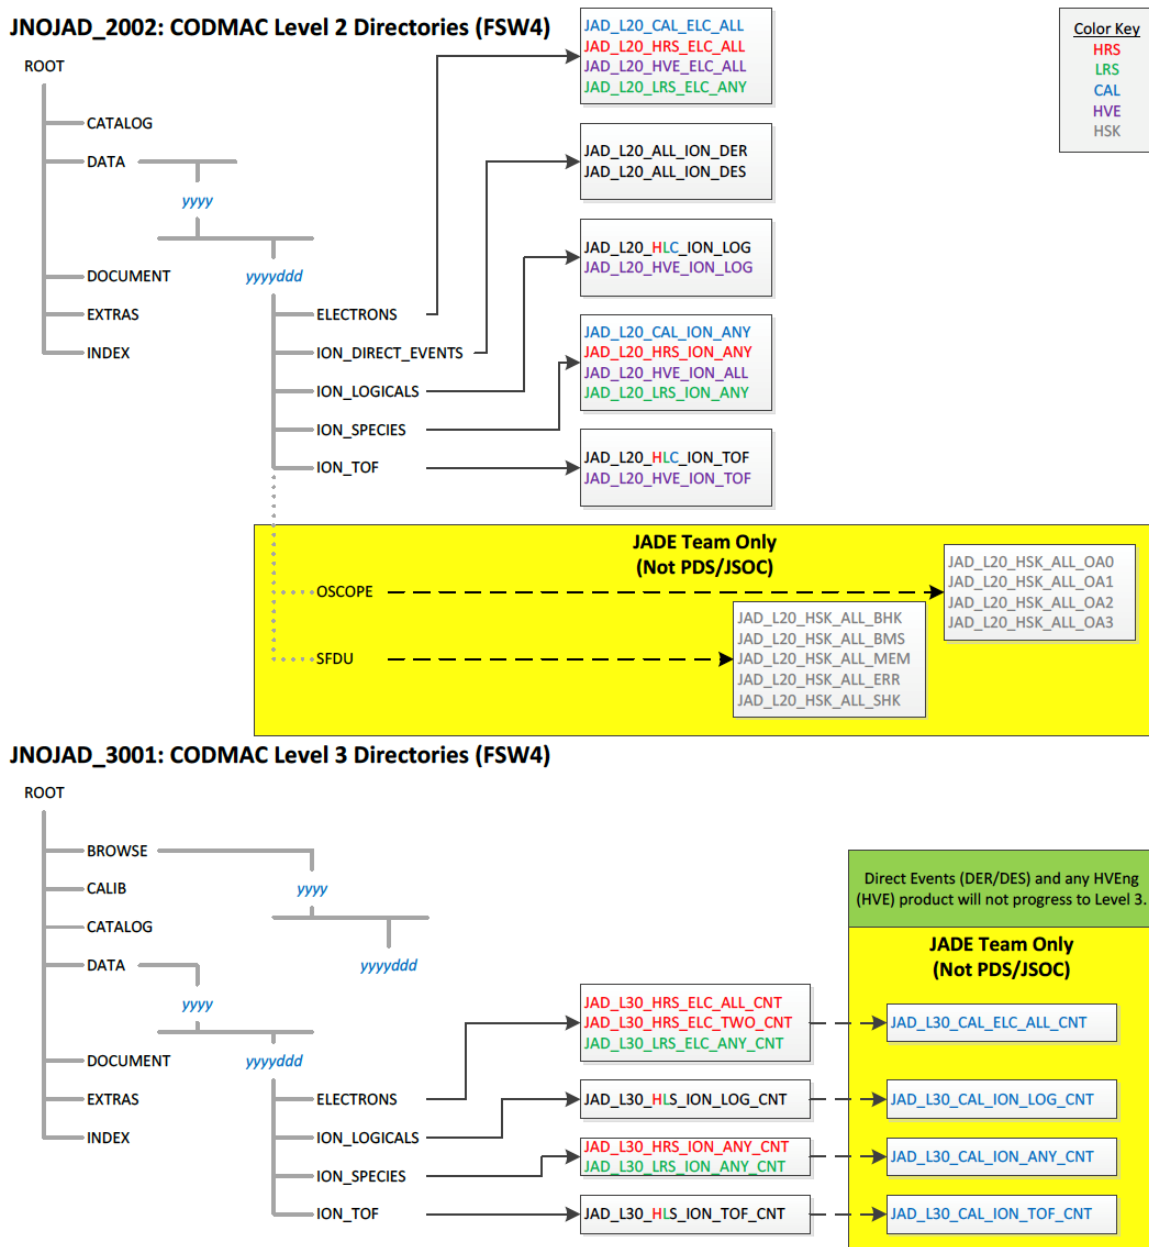 JNOJAD_2002: CODMAC Level 2 Directories (FSW4)
ROOT
CATALOG
DATA
yyyy
DOCUMENT
yyyyddd
EXTRAS
INDEX
ELECTRONS
ION_DIRECT_EVENTS
ION_LOGICALS
ION_SPECIES
ION_TOF
JAD_L20_CAL_ELC_ALL
JAD_L20_HRS_ELC_ALL
JAD_L20_HVE_ELC_ALL
JAD_L20_LRS_ELC_ANY
JAD_L20_ALL_ION_DER
JAD_L20_ALL_ION_DES
JAD_L20_HLC_ION_LOG
JAD_L20_HVE_ION_LOG
JAD_L20_CAL_ION_ANY
JAD_L20_HRS_ION_ANY
JAD_L20_HVE_ION_ALL
JAD_L20_LRS_ION_ANY
JAD_L20_HLC_ION_TOF
JAD_L20_HVE_ION_TOF
Color Key
HRS
LRS
CAL
HVE
HSK
JADE Team Only
(Not PDS/JSOC)
OSCOPE
JAD_L20_HSK_ALL_OA0
JAD_L20_HSK_ALL_OA1
JAD_L20_HSK_ALL_OA2
JAD_L20_HSK_ALL_OA3
SFDU
JAD_L20_HSK_ALL_BHK
JAD_L20_HSK_ALL_BMS
JAD_L20_HSK_ALL_MEM
JAD_L20_HSK_ALL_ERR
JAD_L20_HSK_ALL_SHK
JNOJAD_3001: CODMAC Level 3 Directories (FSW4)
ROOT
BROWSE
yyyy
CALIB
CATALOG
yyyyddd
DATA
yyyy
DOCUMENT
yyyyddd
EXTRAS
INDEX
ELECTRONS
ION_LOGICALS
ION_SPECIES
ION_TOF
JAD_L30_HRS_ELC_ALL_CNT
JAD_L30_HRS_ELC_TWO_CNT
JAD_L30_LRS_ELC_ANY_CNT
JAD_L30_HLS_ION_LOG_CNT
JAD_L30_HRS_ION_ANY_CNT
JAD_L30_LRS_ION_ANY_CNT
JAD_L30_HLS_ION_TOF_CNT
Direct Events (DER/DES) and any HVEng
(HVE) product will not progress to Level 3.
JADE Team Only
(Not PDS/JSOC)
JAD_L30_CAL_ELC_ALL_CNT
JAD_L30_CAL_ION_LOG_CNT
JAD_L30_CAL_ION_ANY_CNT
JAD_L30_CAL_ION_TOF_CNT